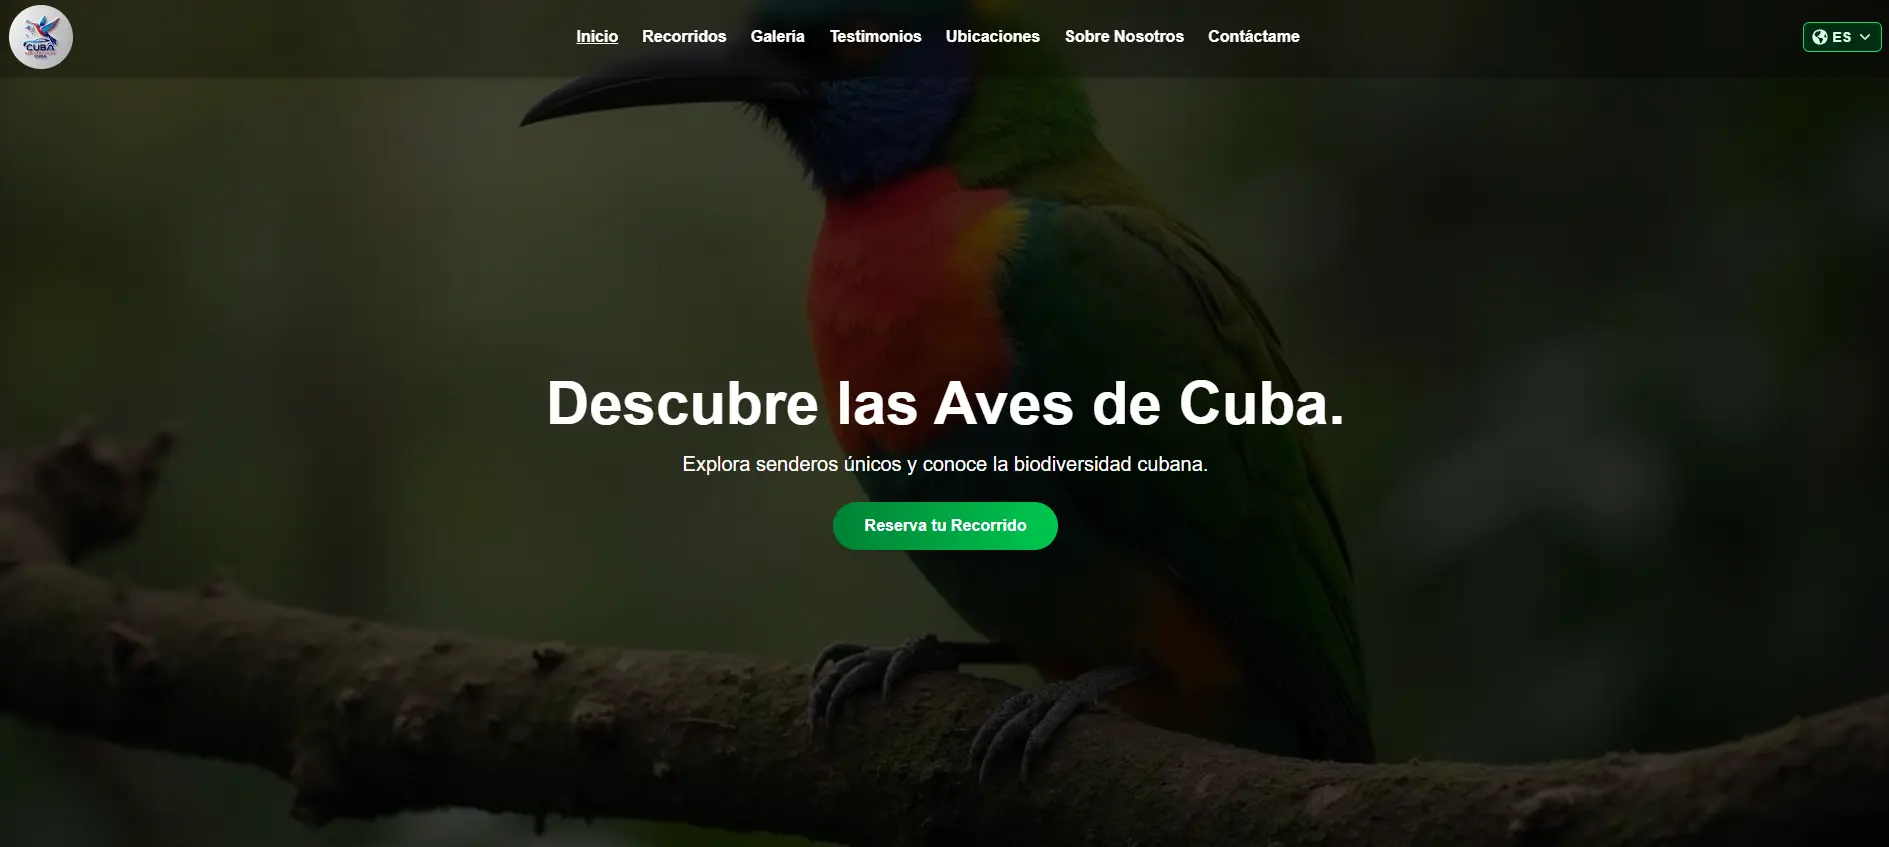 CUBA
Inicio
Recorridos
Galería
Testimonios
Ubicaciones
Sobre Nosotros
Contáctame
ES
Descubre las Aves de Cuba.
Explora senderos únicos y conoce la biodiversidad cubana.
Reserva tu Recorrido